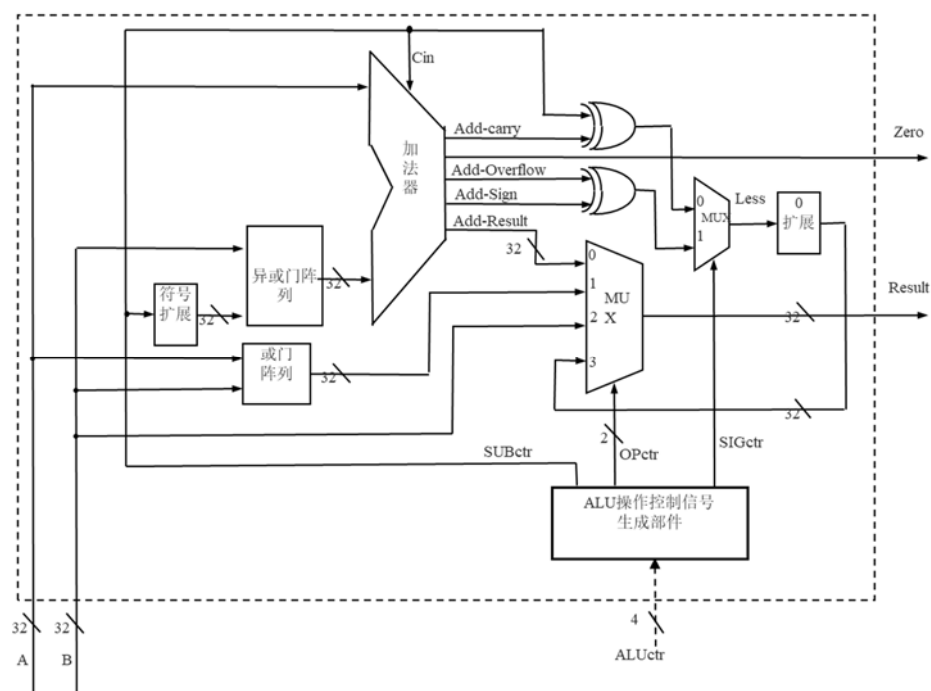 Cin
Zero
Add-carry
加
法
器
Add-Overflow
Add-Sign
0
MUX
1
Less
0
扩展
Add-Result
32
异或门阵
列
32
符号
扩展
32
0
1
MU
2
X
3
Result
32
或门
阵列
32
32
2
OPctr
SIGctr
SUBctr
ALU操作控制信号
生成部件
32
32
4
A
B
ALUctr